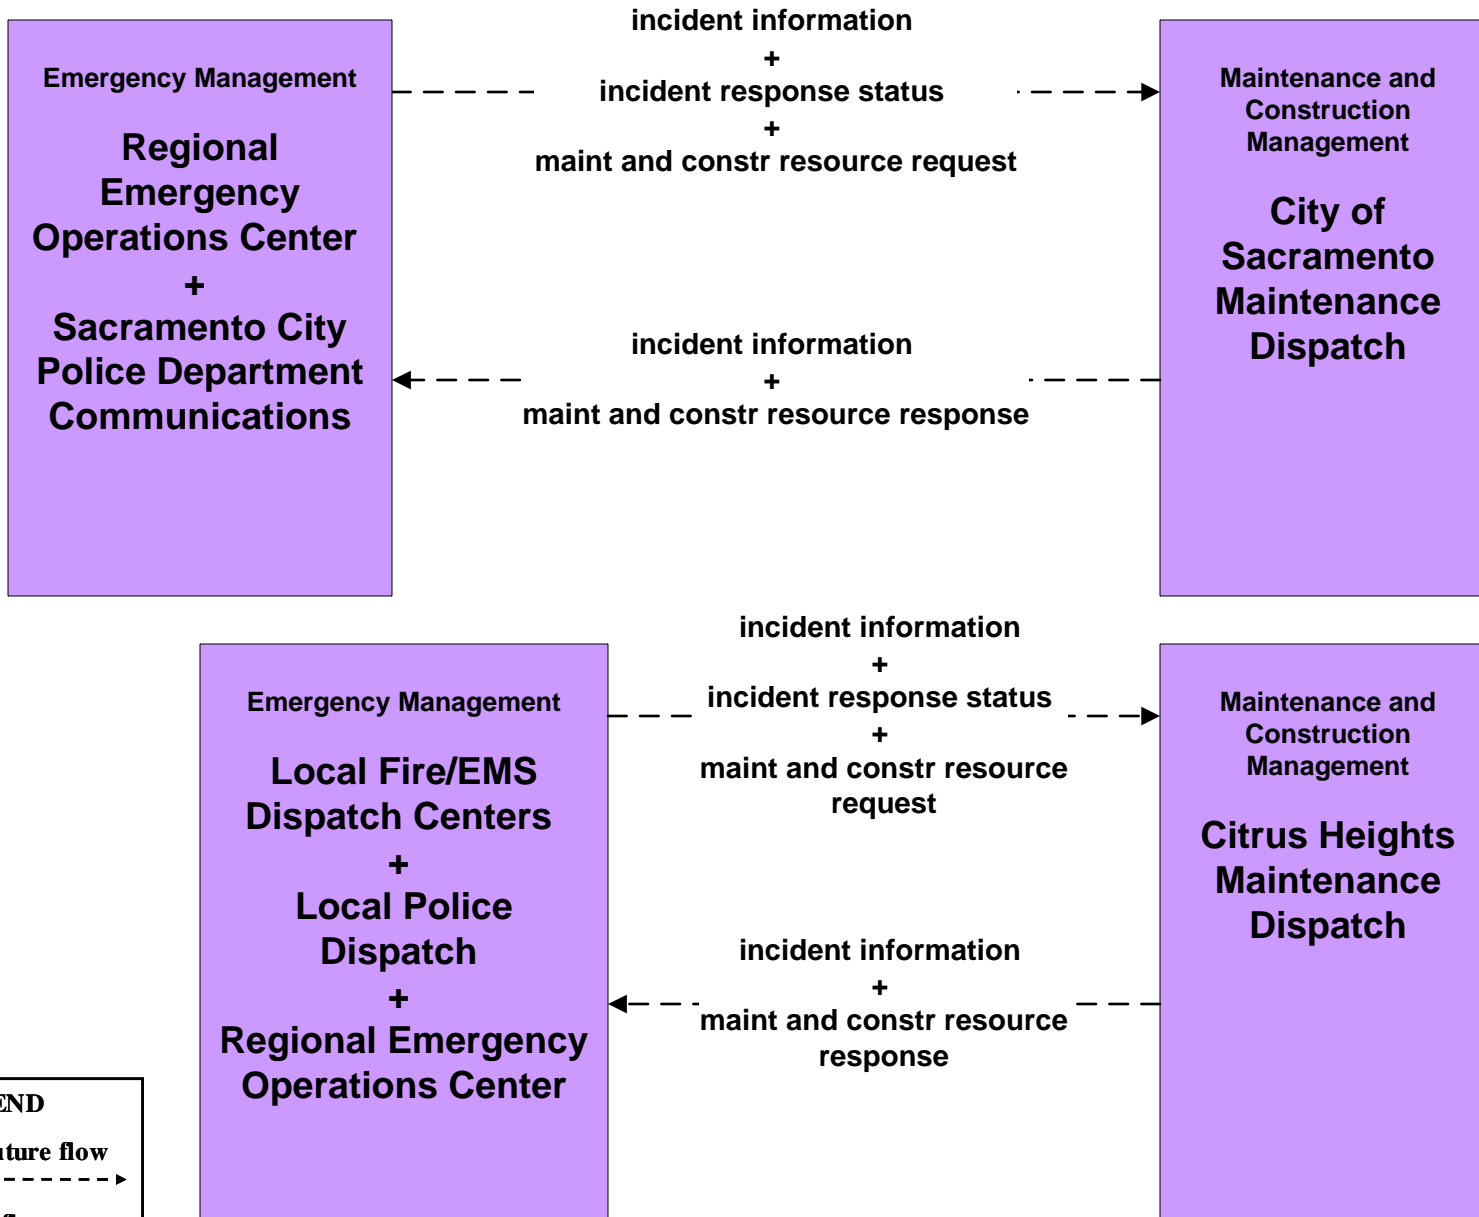 incident information
+
incident response status
+
maint and constr resource request
Emergency Management
Regional
Emergency
Operations Center
+
Sacramento City
Police Department
Communications
Maintenance and
Construction
Management
City of
Sacramento
Maintenance
Dispatch
incident information
+
maint and constr resource response
incident information
+
incident response status
+
maint and constr resource
request
Emergency Management
Local Fire/EMS
Dispatch Centers
+
Local Police
Dispatch
+
Regional Emergency
Operations Center
Maintenance and
Construction
Management
Citrus Heights
Maintenance
Dispatch
incident information
+
maint and constr resource
response
END
uture flow